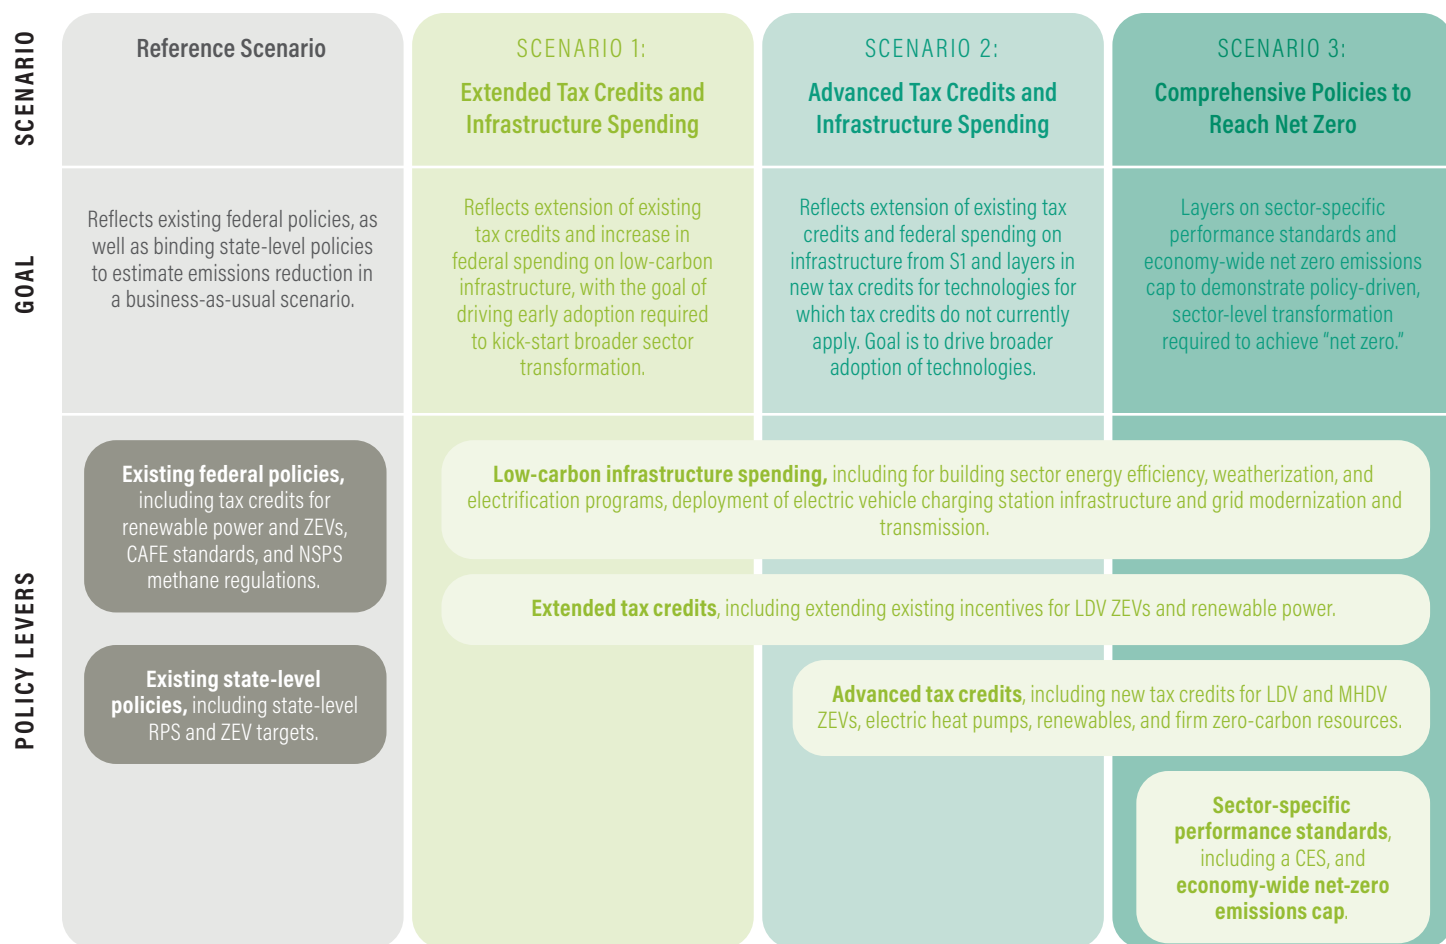 SCENARIO
Reference Scenario
SCENARIO 1:
Extended Tax Credits and
Infrastructure Spending
SCENARIO 2:
Advanced Tax Credits and
Infrastructure Spending
SCENARIO 3:
Comprehensive Policies to
Reach Net Zero
GOAL
Reflects existing federal policies, as
well as binding state-level policies
to estimate emissions reduction in
a business-as-usual scenario.
Reflects extension of existing
tax credits and increase in
federal spending on low-carbon
infrastructure, with the goal of
driving early adoption required
to kick-start broader sector
transformation.
Reflects extension of existing tax
credits and federal spending on
infrastructure from S1 and layers in
new tax credits for technologies for
which tax credits do not currently
apply. Goal is to drive broader
adoption of technologies.
Layers on sector-specific
performance standards and
economy-wide net zero emissions
cap to demonstrate policy-driven,
sector-level transformation
required to achieve “net zero.”
POLICY LEVERS
Existing federal policies,
including tax credits for
renewable power and ZEVs,
CAFE standards, and NSPS
methane regulations.
Existing state-level
policies, including state-level
RPS and ZEV targets.
Low-carbon infrastructure spending, including for building sector energy efficiency, weatherization, and
electrification programs, deployment of electric vehicle charging station infrastructure and grid modernization and
transmission.
Extended tax credits, including extending existing incentives for LDV ZEVs and renewable power.
Advanced tax credits, including new tax credits for LDV and MHDV
ZEVs, electric heat pumps, renewables, and firm zero-carbon resources.
Sector-specific
performance standards,
including a CES, and
economy-wide net-zero
emissions cap.